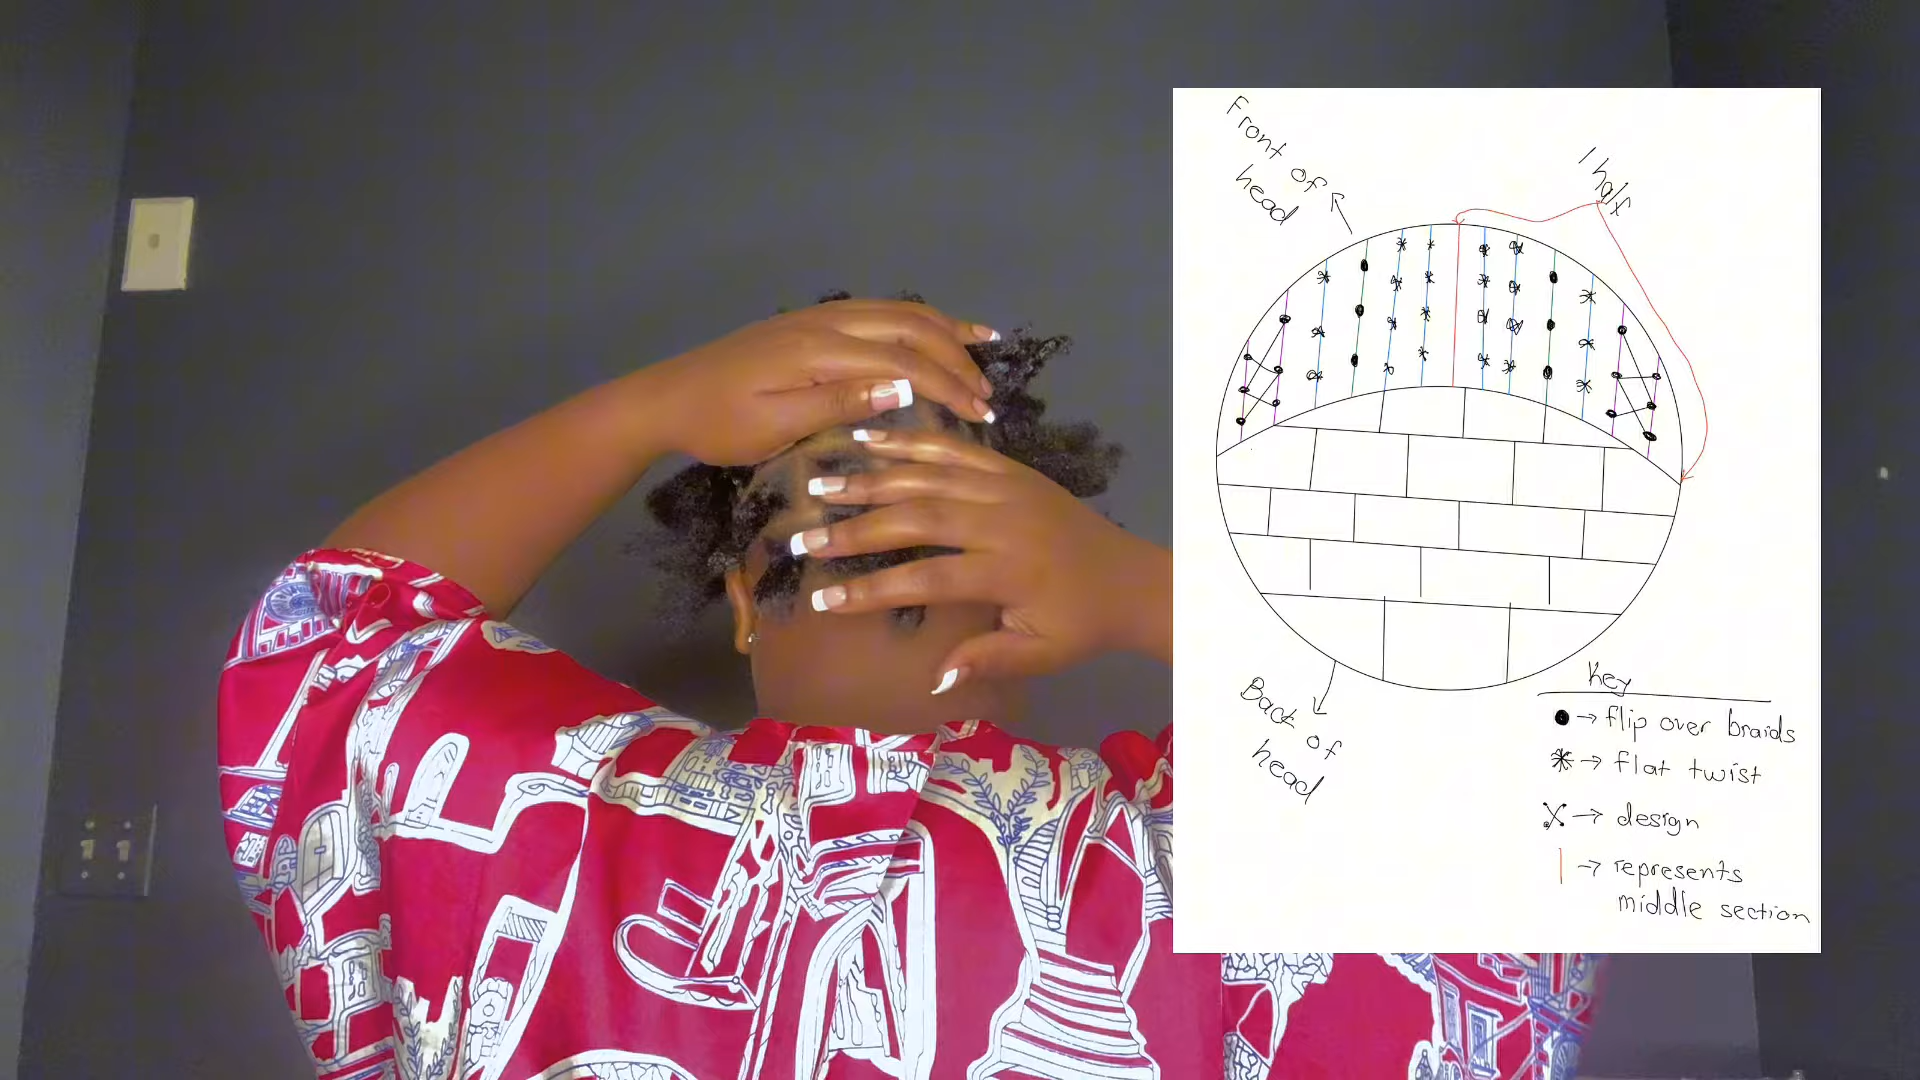 Front of
head
1 half
Back of
head
Key
→ flip over braids
→ flat twist
→ design
→ represents
middle section